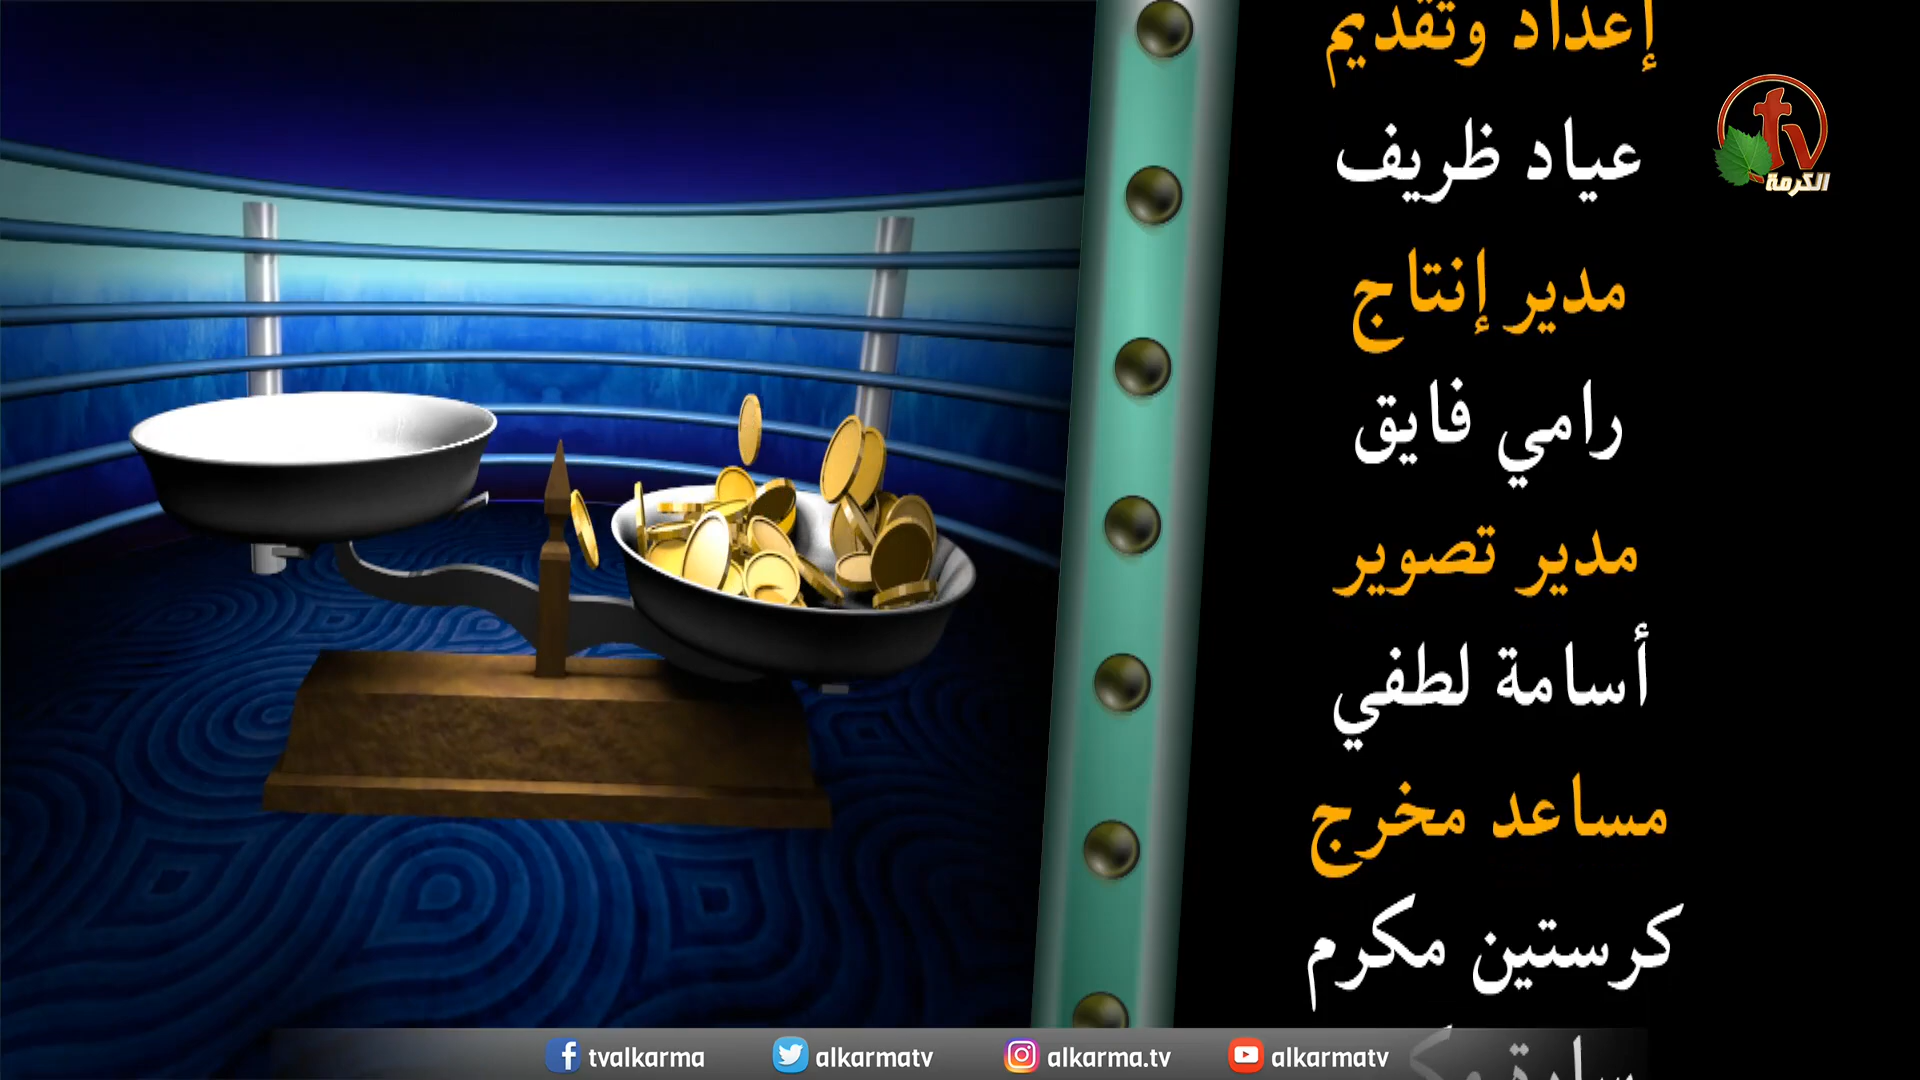 إعداد وتقديم
عياد ظريف
مدير إنتاج
رامي فايق
مدير تصوير
أسامة لطفي
مساعد مخرج
كرستين مكرم
tv
الكرمة
tvalkarma
alkarmatv
alkarma.tv
alkarmatv